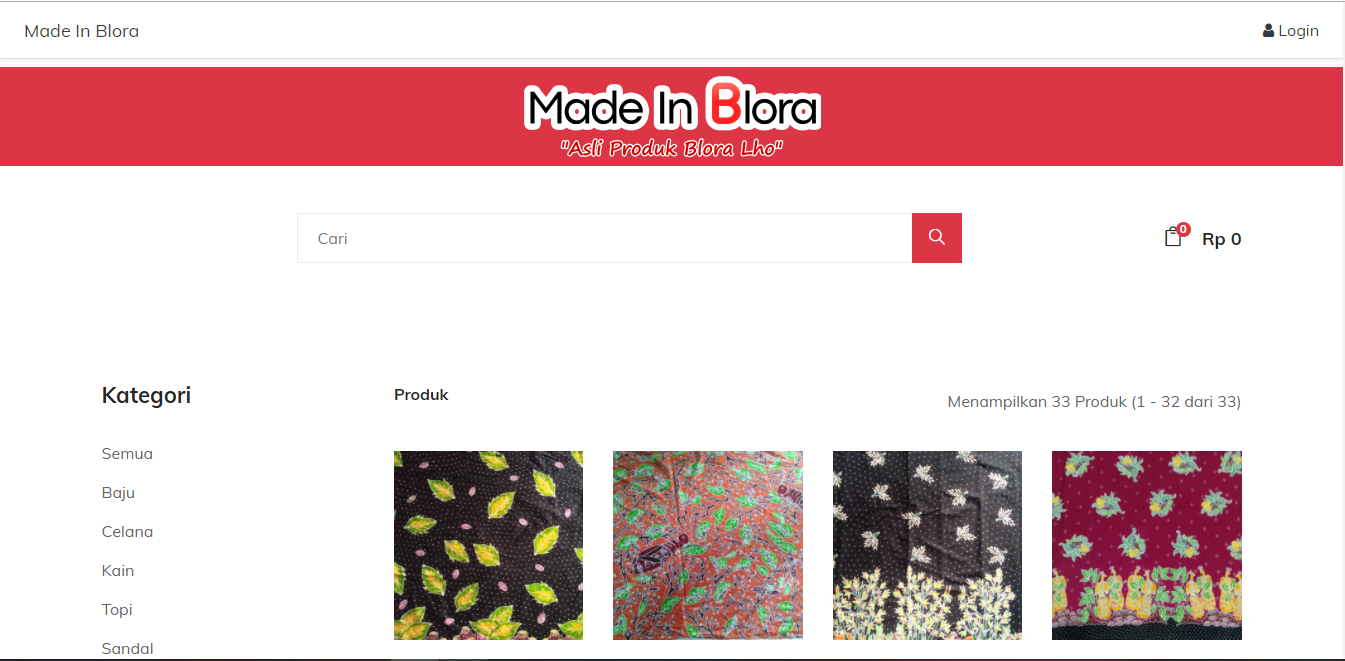 Made In Blora
Login
Made In Blora
"Asli Produk Blora Lho"
Cari
0
Rp 0
Kategori
Produk
Menampilkan 33 Produk (1 - 32 dari 33)
Semua
Baju
Celana
Kain
Topi
Sandal